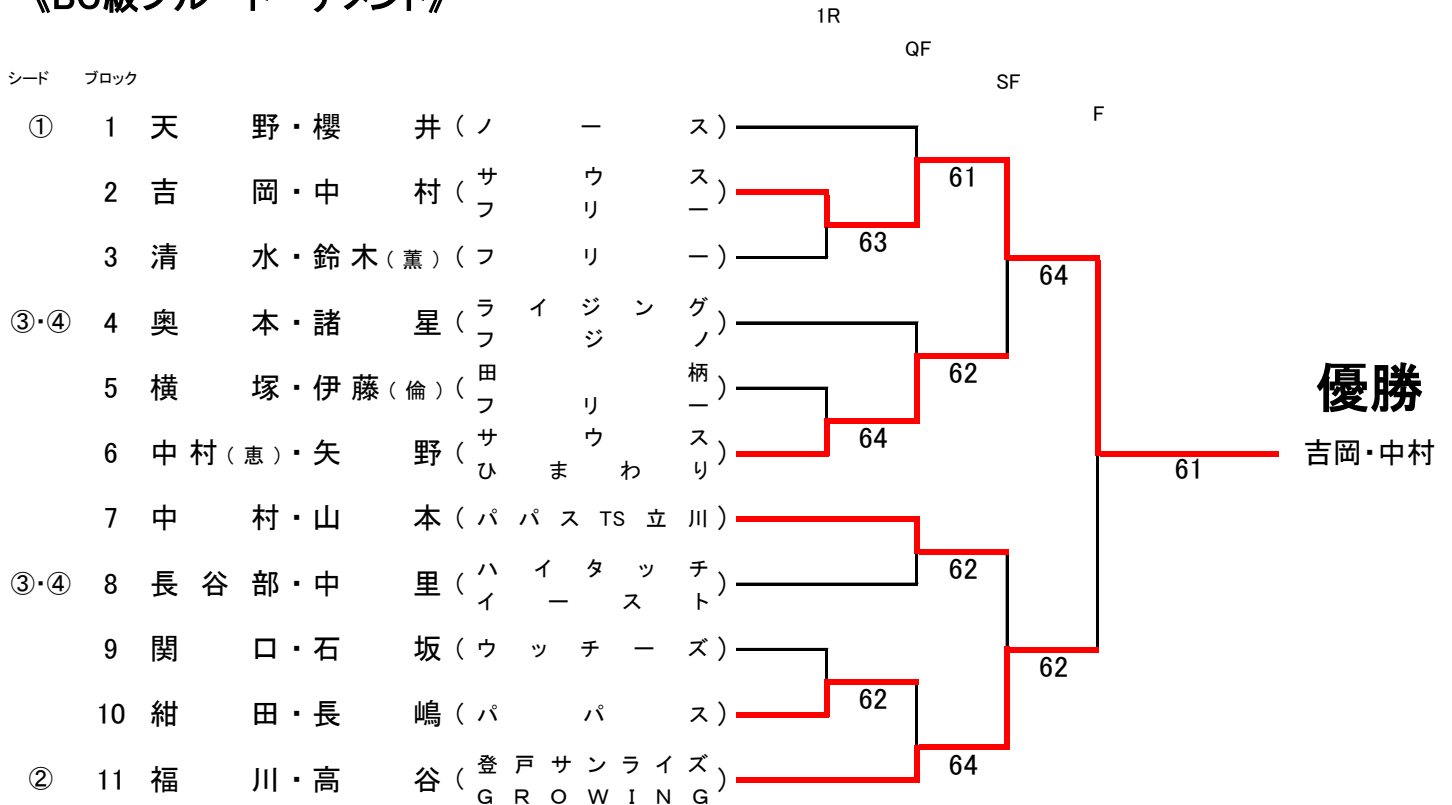 1R
QF
SF
F
シード ブロック
① 1 天野・櫻井(ノース)
61
2 吉岡・中村(サウス フリー)
63
3 清水・鈴木(薫)(フリー)
64
③・④ 4 奥本・諸星(ライジング フジノ)
62
5 横塚・伊藤(倫)(田柄 フリー)
64
優勝
6 中村(恵)・矢野(サウス ひまわり)
61
吉岡・中村
7 中村・山本(パパスTS立川)
62
③・④ 8 長谷部・中里(ハイタッチ イースト)
9 関口・石坂(ウッチーズ)
62
62
10 紺田・長嶋(パパス)
64
② 11 福川・高谷(登戸サンライズ GROWING)